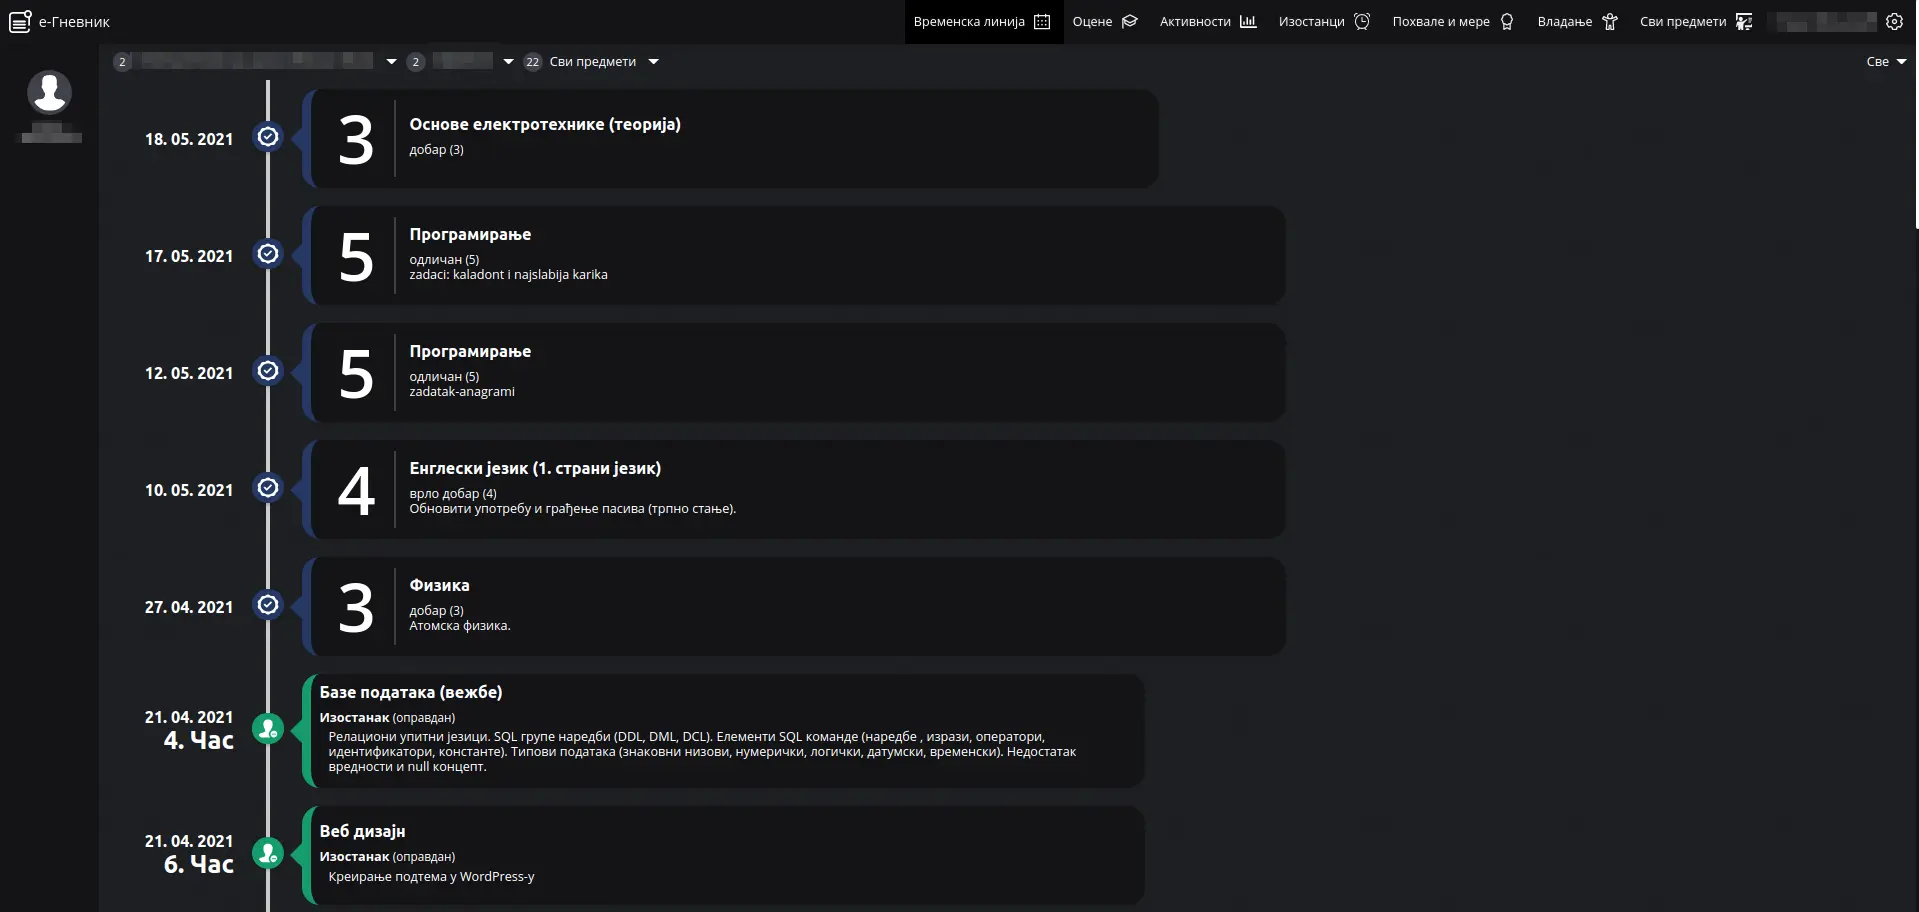 е-Гневник
Временска линија
Оцене
Активности
Изостанци
Похвале и мере
Владање
Сви предмети
2
2
22 Сви предмети
Све
18. 05. 2021
3
Основе електротехнике (теорија)
добар (3)
17. 05. 2021
5
Програмирање
одличан (5)
zadaci: kaladont i najslabija karika
12. 05. 2021
5
Програмирање
одличан (5)
zadatak-anagrami
10. 05. 2021
4
Енглески језик (1. страни језик)
врло добар (4)
Обновити употребу и грађење пасива (трпно стање).
27. 04. 2021
3
Физика
добар (3)
Атомска физика.
21. 04. 2021
4. Час
Базе података (вежбе)
Изостанак (оправдан)
Релациони упитни језици. SQL групе наредби (DDL, DML, DCL). Елементи SQL команде (наредбе , изрази, оператори,
идентификатори, константе). Типови података (знаковни низови, нумерички, логички, датумски, временски). Недостатак
вредности и null концепт.
21. 04. 2021
6. Час
Веб дизајн
Изостанак (оправдан)
Креирање подтема у WordPress-у